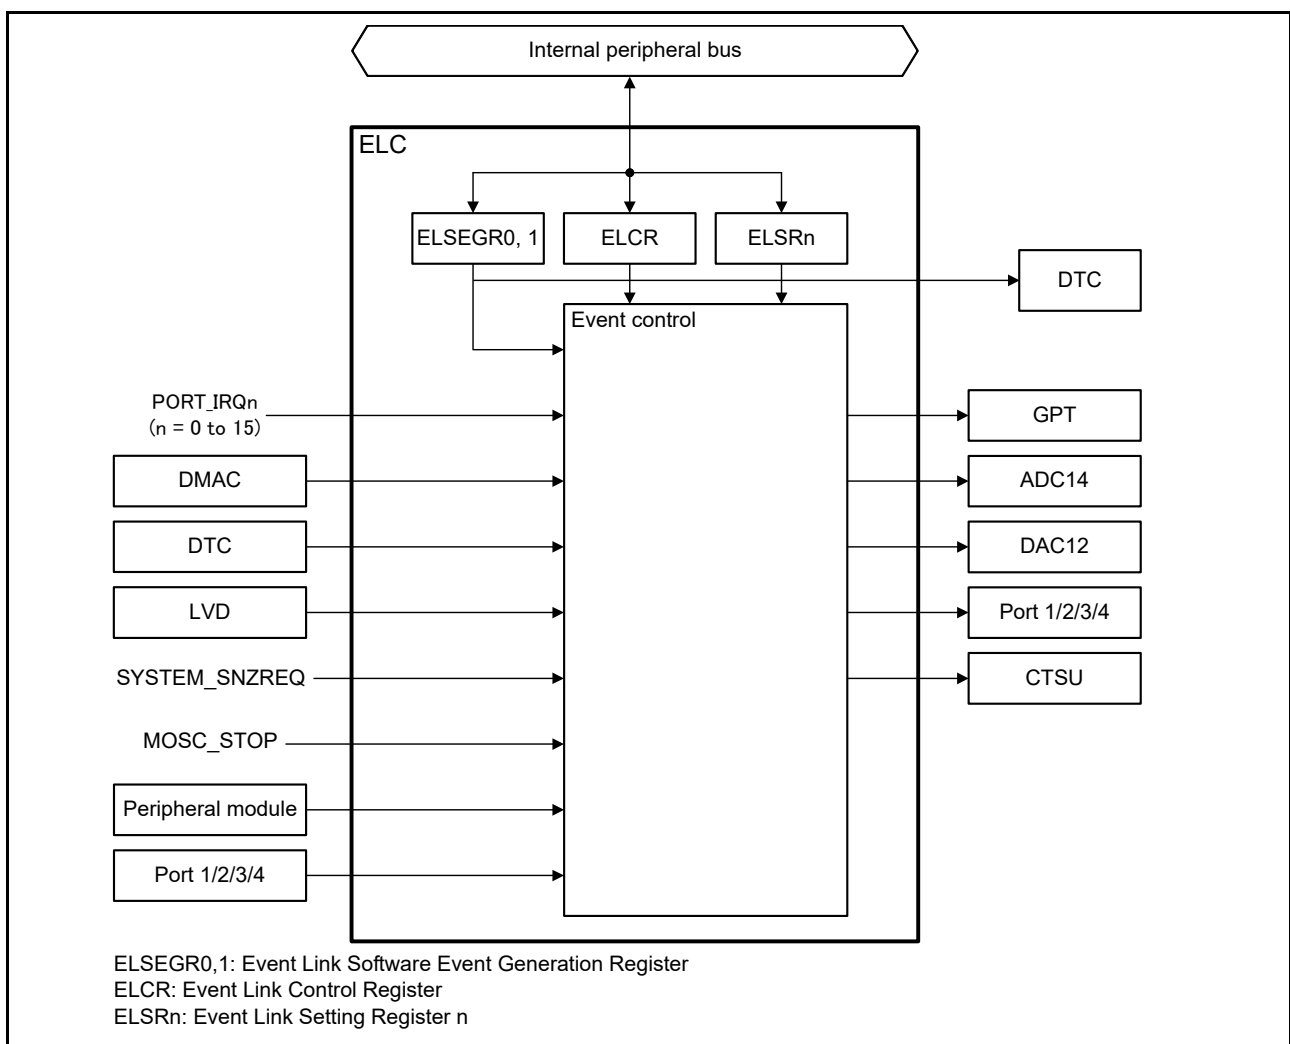 Internal peripheral bus
ELC
ELSEGR0, 1
ELCR
ELSRn
DTC
Event control
PORT_IRQn
(n = 0 to 15)
GPT
DMAC
ADC14
DTC
DAC12
LVD
Port 1/2/3/4
SYSTEM_SNZREQ
CTSU
MOSC_STOP
Peripheral module
Port 1/2/3/4
ELSEGR0,1: Event Link Software Event Generation Register
ELCR: Event Link Control Register
ELSRn: Event Link Setting Register n